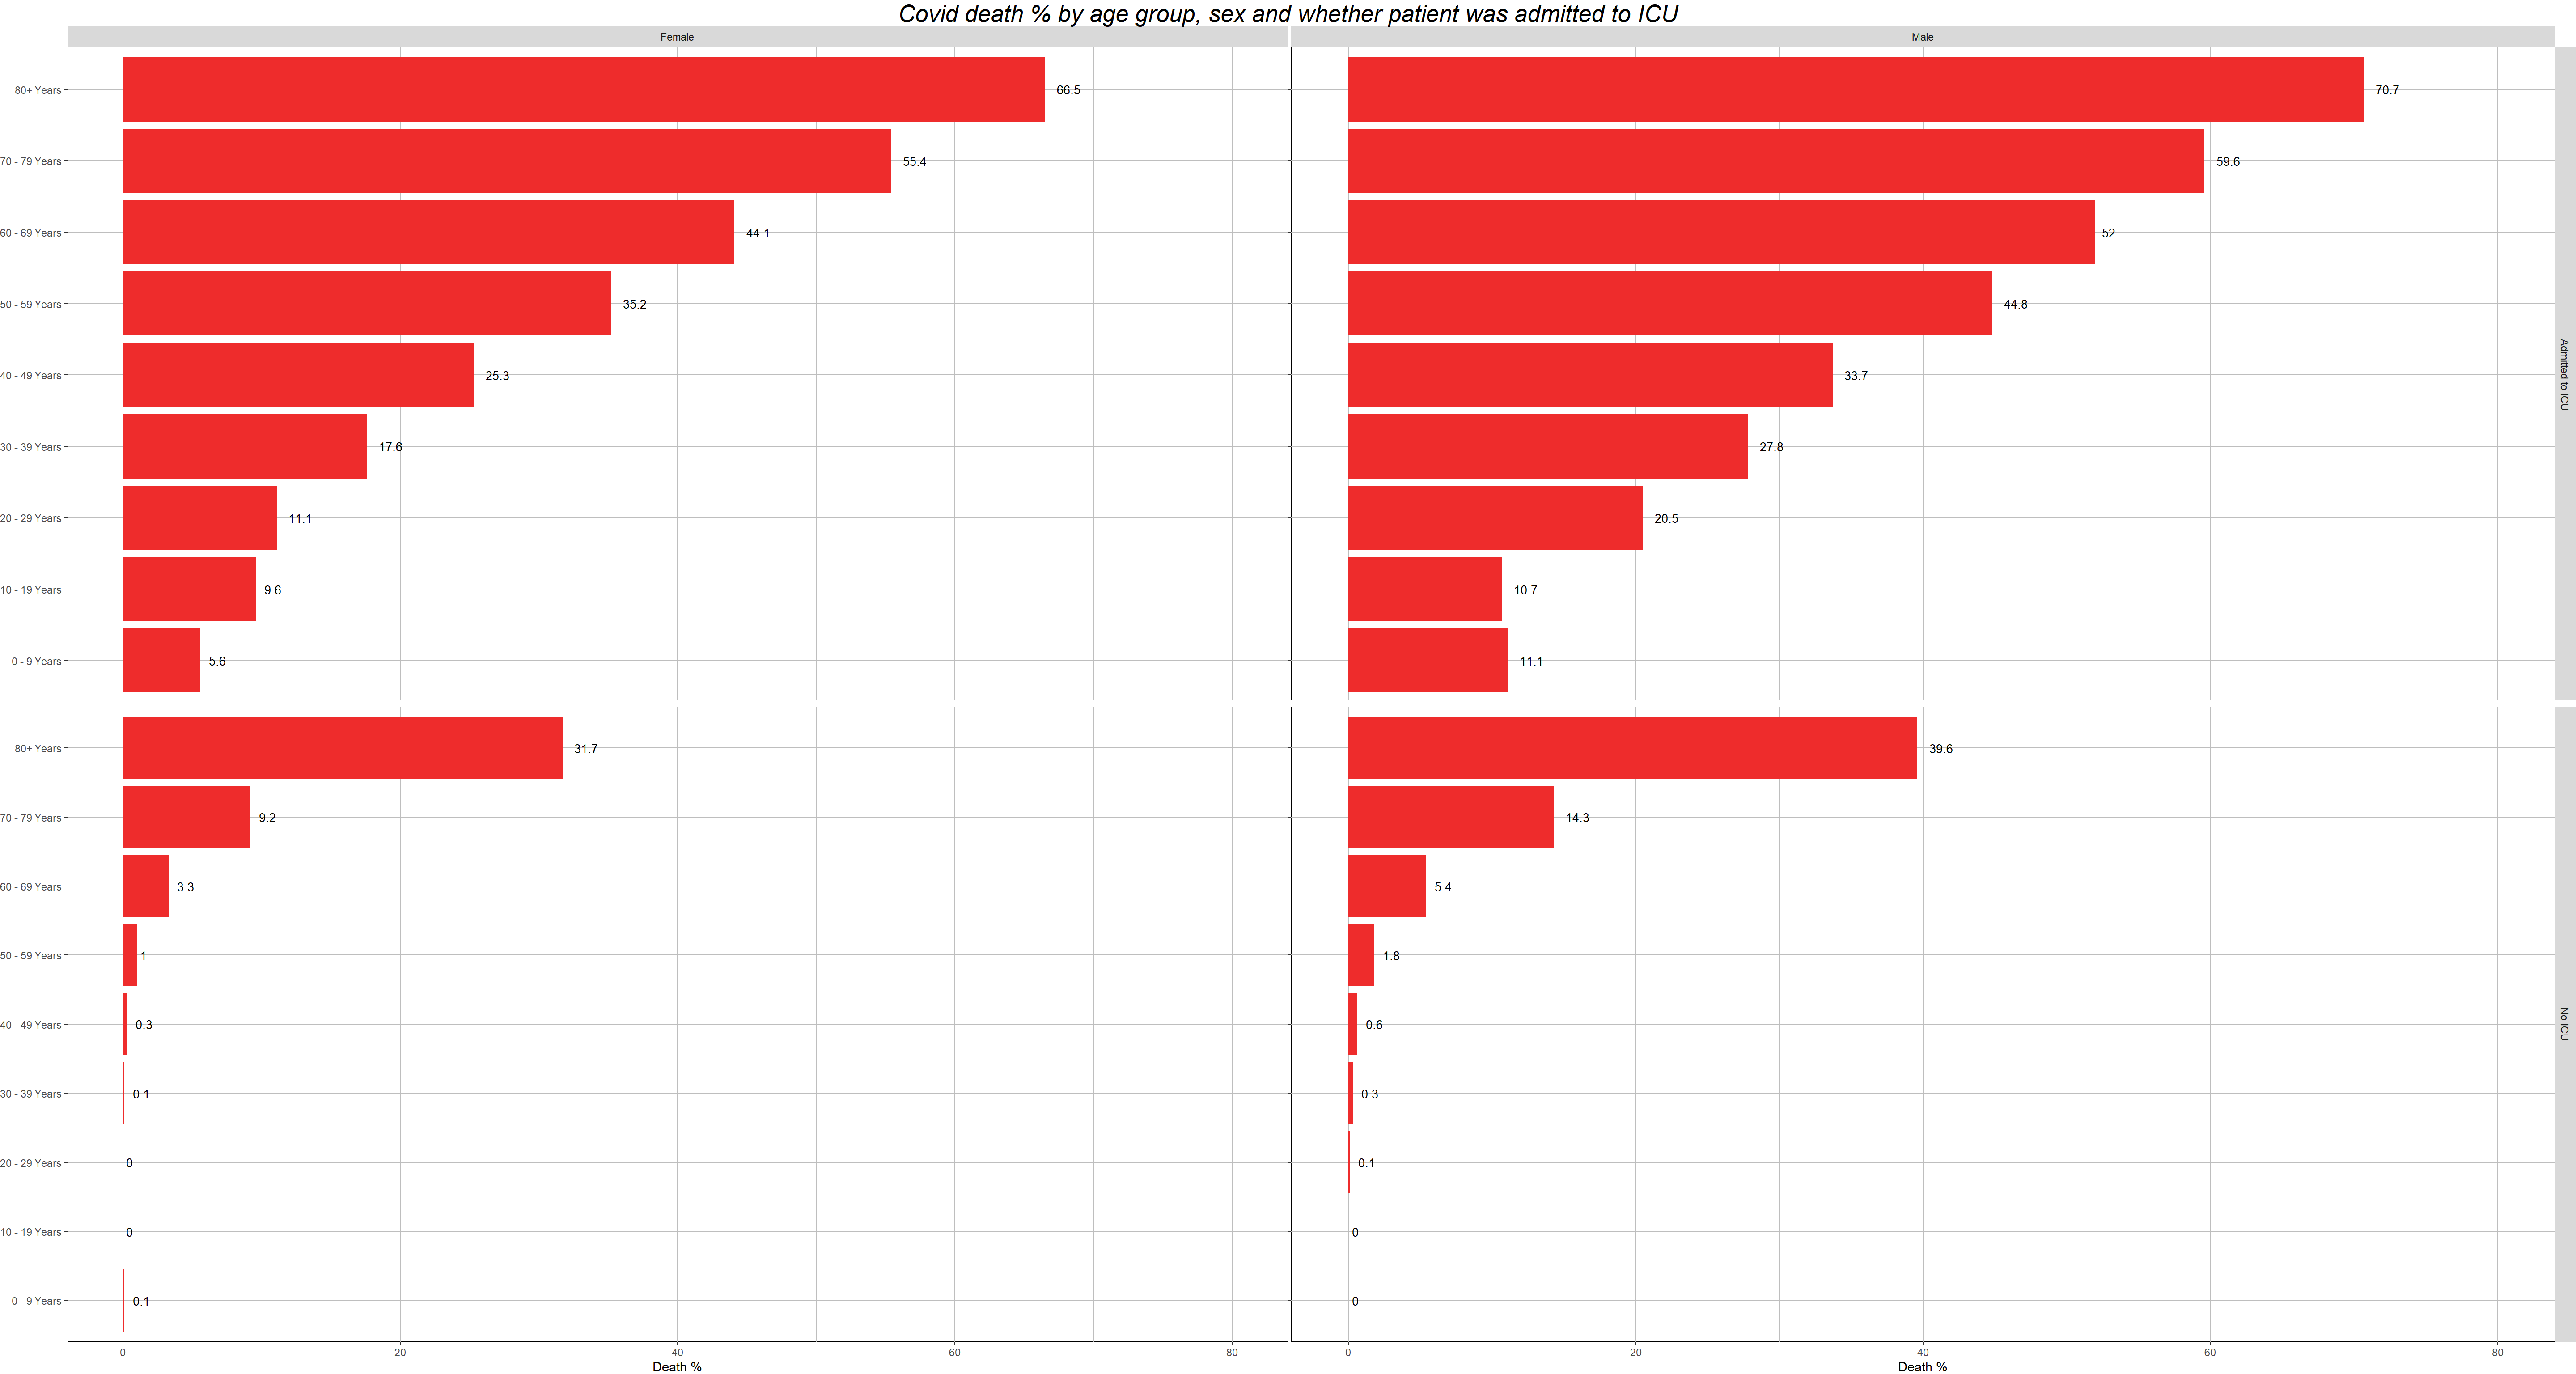 Covid death % by age group, sex and whether patient was admitted to ICU
Female
Male
80+ Years
66.5
70.7
70 - 79 Years
55.4
59.6
60 - 69 Years
44.1
52
50 - 59 Years
35.2
44.8
40 - 49 Years
25.3
33.7
30 - 39 Years
17.6
27.8
20 - 29 Years
11.1
20.5
10 - 19 Years
9.6
10.7
0 - 9 Years
5.6
11.1
Admitted to ICU
80+ Years
31.7
39.6
70 - 79 Years
9.2
14.3
60 - 69 Years
3.3
5.4
50 - 59 Years
1
1.8
40 - 49 Years
0.3
0.6
30 - 39 Years
0.1
0.3
20 - 29 Years
0
0.1
10 - 19 Years
0
0
0 - 9 Years
0.1
0
No ICU
0
20
40
60
80
0
20
40
60
80
Death %
Death %